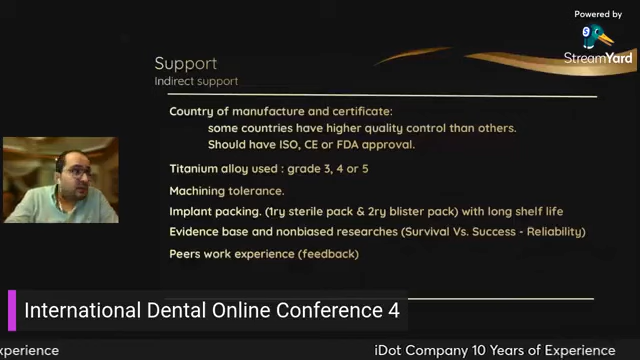 Powered by
StreamYard
Support
Indirect support
Country of manufacture and certificate:
some countries have higher quality control than others.
Should have ISO, CE or FDA approval.
Titanium alloy used : grade 3, 4 or 5
Machining tolerance.
Implant packing. (1ry sterile pack & 2ry blister pack) with long shelf life
Evidence base and nonbiased researches (Survival Vs. Success - Reliability)
Peers work experience (feedback)
International Dental Online Conference 4
xperience
iDot Company 10 Years of Experience